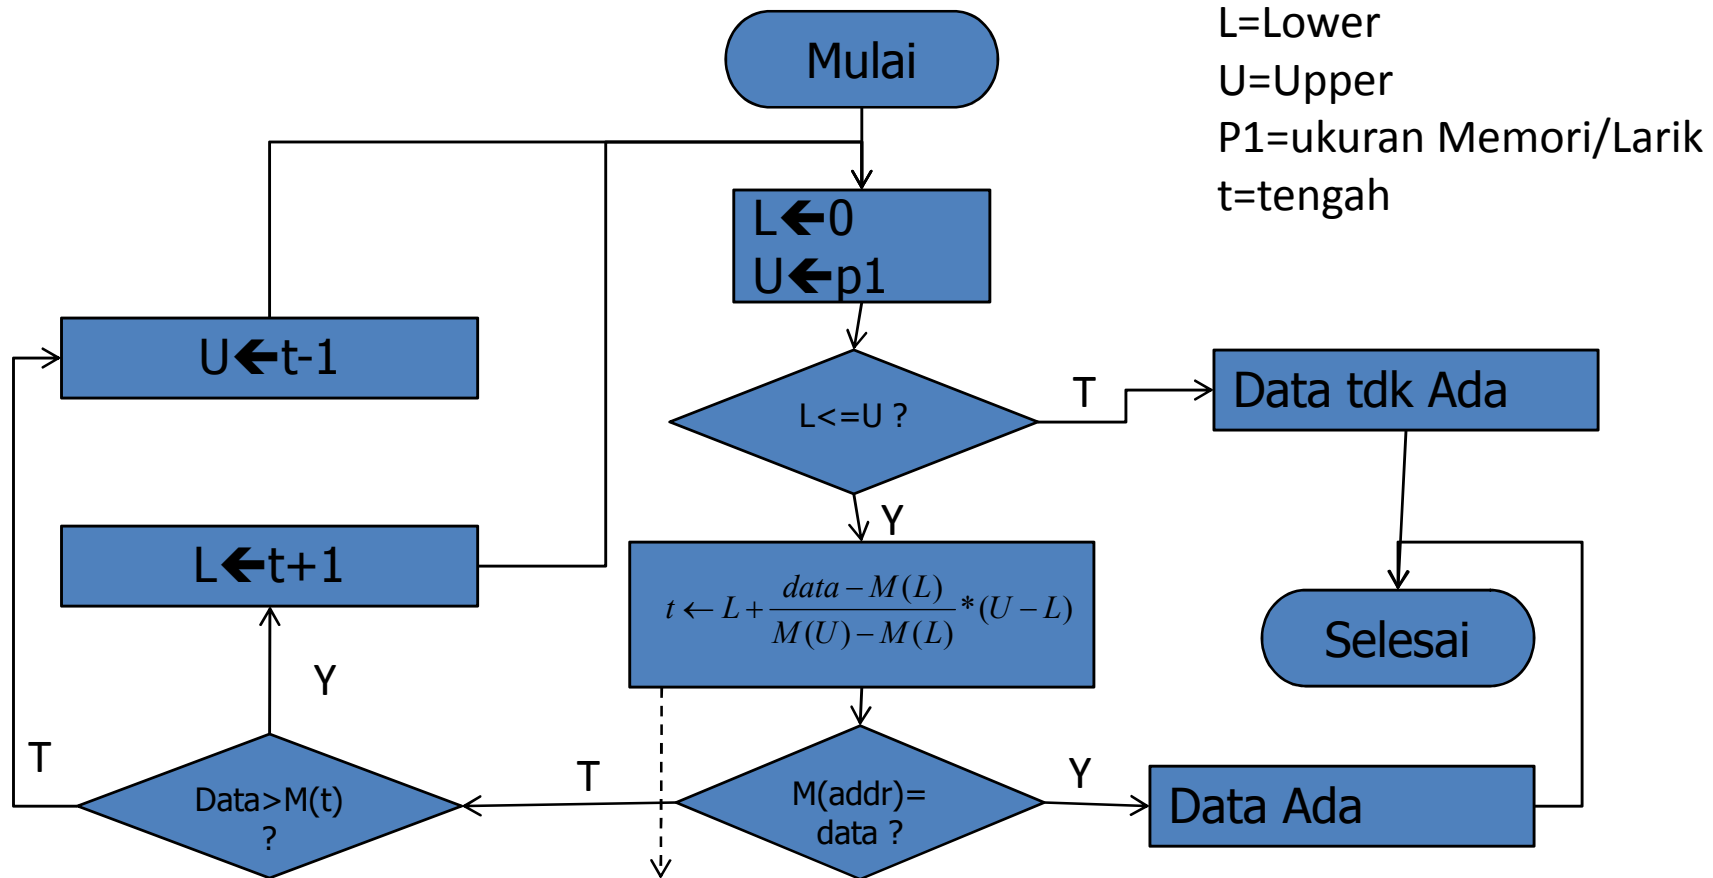 Mulai
L=Lower
U=Upper
P1=ukuran Memori/Larik
t=tengah
L🡸0
U🡸p1
U🡸t-1
L<=U ?
T
Data tdk Ada
Y
L🡸t+1
t ← L + \frac{data − M(L)}{M(U) − M(L)} * (U − L)
Selesai
Y
T
Data>M(t)
?
T
M(addr)=
data ?
Y
Data Ada